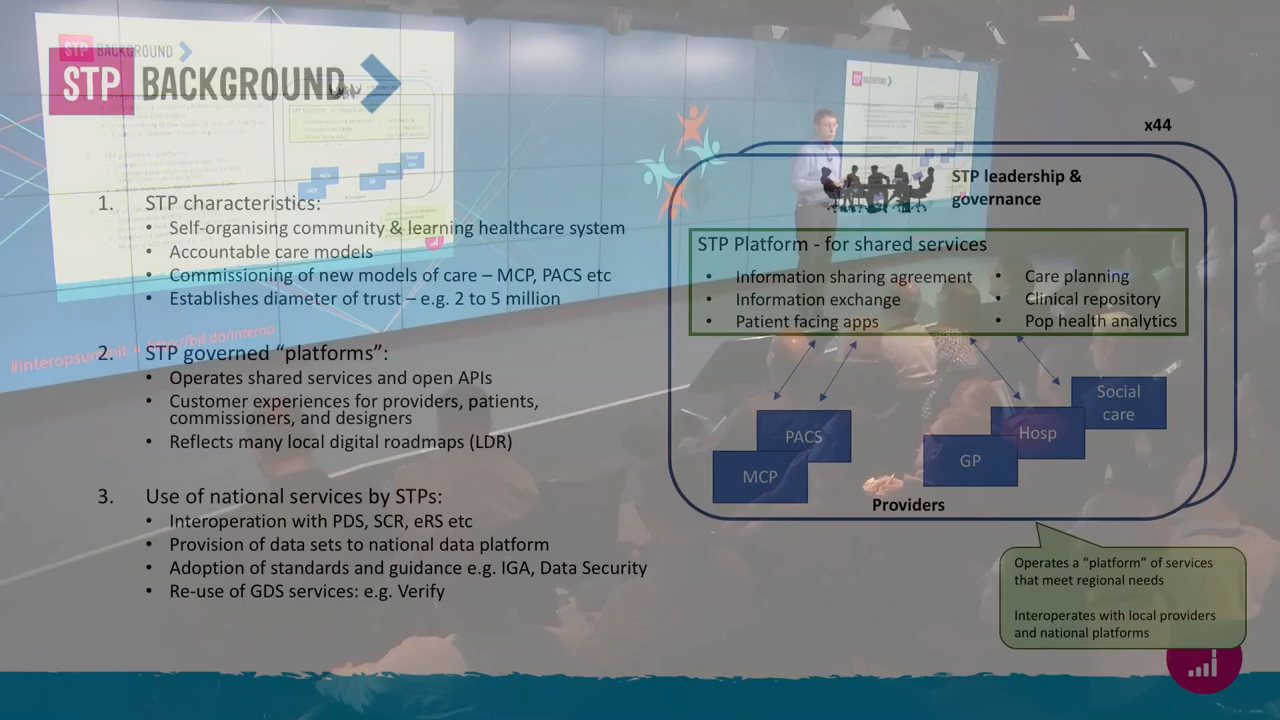 STP BACKGROUND
1. STP characteristics:
• Self-organising community & learning healthcare system
• Accountable care models
• Commissioning of new models of care – MCP, PACS etc
• Establishes diameter of trust – e.g. 2 to 5 million
#interopsummit • http://bit.do/interop
2. STP governed “platforms”:
• Operates shared services and open APIs
• Customer experiences for providers, patients,
commissioners, and designers
• Reflects many local digital roadmaps (LDR)
3. Use of national services by STPs:
• Interoperation with PDS, SCR, eRS etc
• Provision of data sets to national data platform
• Adoption of standards and guidance e.g. IGA, Data Security
• Re-use of GDS services: e.g. Verify
x44
STP leadership &
governance
STP Platform - for shared services
• Information sharing agreement
• Information exchange
• Patient facing apps
• Care planning
• Clinical repository
• Pop health analytics
PACS
MCP
Social
care
Hosp
GP
Providers
Operates a “platform” of services
that meet regional needs
Interoperates with local providers
and national platforms
STP BACKGROUND